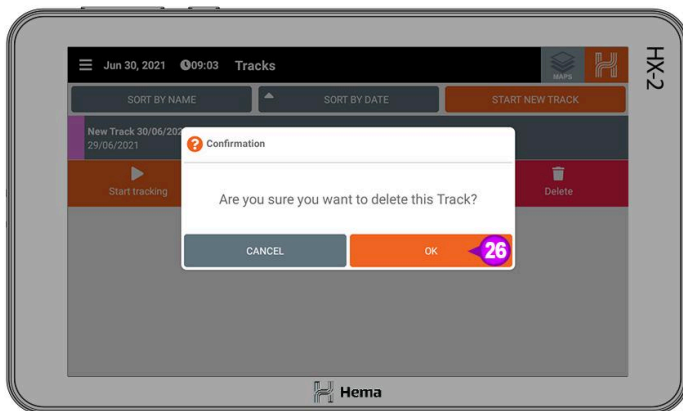 HX-2
Jun 30, 2021 09:03 Tracks
MAPS
SORT BY NAME SORT BY DATE START NEW TRACK
New Track 30/06/202
29/06/2021
Confirmation
Start tracking Delete
Are you sure you want to delete this Track?
CANCEL OK 26
Hema